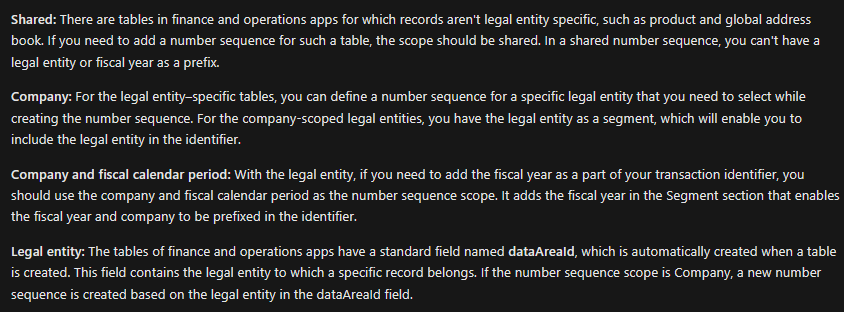 Shared: There are tables in finance and operations apps for which records aren't legal entity specific, such as product and global address
book. If you need to add a number sequence for such a table, the scope should be shared. In a shared number sequence, you can't have a
legal entity or fiscal year as a prefix.
Company: For the legal entity–specific tables, you can define a number sequence for a specific legal entity that you need to select while
creating the number sequence. For the company-scoped legal entities, you have the legal entity as a segment, which will enable you to
include the legal entity in the identifier.
Company and fiscal calendar period: With the legal entity, if you need to add the fiscal year as a part of your transaction identifier, you
should use the company and fiscal calendar period as the number sequence scope. It adds the fiscal year in the Segment section that enables
the fiscal year and company to be prefixed in the identifier.
Legal entity: The tables of finance and operations apps have a standard field named dataAreaId, which is automatically created when a table
is created. This field contains the legal entity to which a specific record belongs. If the number sequence scope is Company, a new number
sequence is created based on the legal entity in the dataAreaId field.